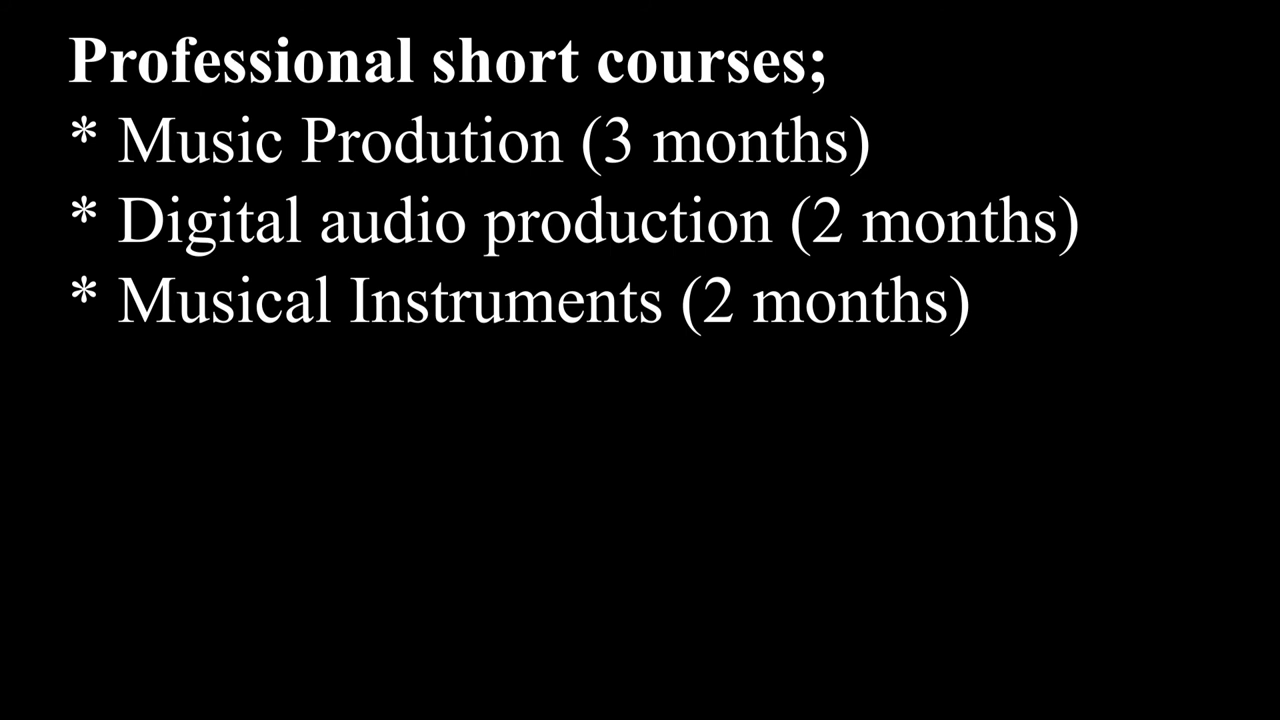 Professional short courses;
* Music Prodution (3 months)
* Digital audio production (2 months)
* Musical Instruments (2 months)